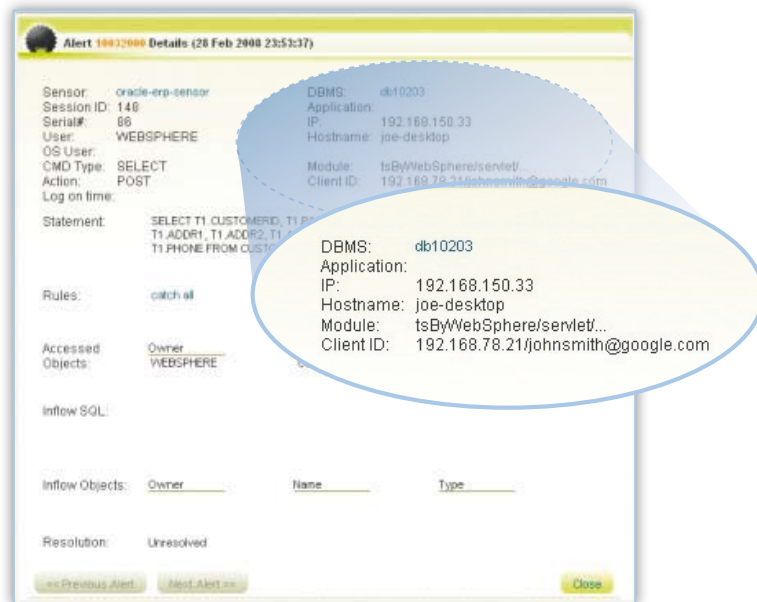 Alert 10032000 Details (28 Feb 2008 23:53:37)
Sensor: oracle-erp-sensor DBMS: db10203
Session ID: 148 Application:
Serial#: 86 IP: 192.168.150.33
User: WEBSPHERE Hostname: joe-desktop
OS User:
CMD Type: SELECT Module: tsByWebSphere/servlet/...
Action: POST Client ID: 192.168.78.21/johnsmith@google.com
Log on time:
Statement: SELECT T1.CUSTOMERID,
T1.ADDR1, T1.ADDR2,
T1.PHONE FROM
DBMS: db10203
Application:
IP: 192.168.150.33
Hostname: joe-desktop
Module: tsByWebSphere/servlet/...
Client ID: 192.168.78.21/johnsmith@google.com
Rules: catch all
Accessed Owner
Objects: WEBSPHERE
Inflow SQL:
Inflow Objects: Owner Name Type
Resolution: Unresolved
<< Previous Alert Next Alert >> Close